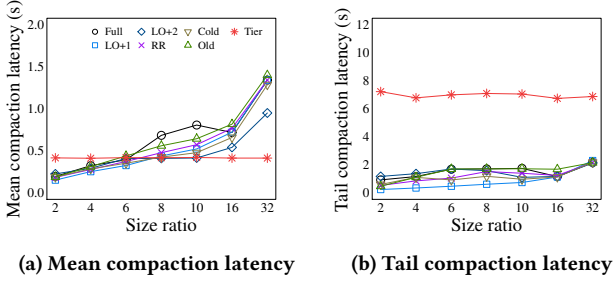 Mean compaction latency (s)
2.0
1.5
1.0
0.5
0.0
Full LO+2 Cold Tier
LO+1 RR Old
2 4 6 8 10 16 32
Size ratio
(a) Mean compaction latency
Tail compaction latency (s)
12
10
8
6
4
2
0
2 4 6 8 10 16 32
Size ratio
(b) Tail compaction latency